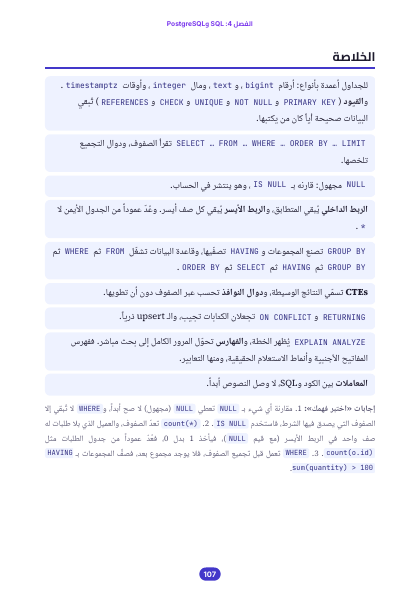 الفصل 4: SQL وPostgreSQL
الخلاصة
للجداول أعمدة بأنواع: أرقام bigint ، و text ، ومال integer ، وأوقات timestamptz .
والقيود ( PRIMARY KEY و NOT NULL و UNIQUE و CHECK و REFERENCES ) تُبقي
البيانات صحيحة أياً كان من يكتبها.
SELECT … FROM … WHERE … ORDER BY … LIMIT تقرأ الصفوف، ودوال التجميع
تلخصها.
NULL مجهول: قارنه بـ IS NULL ، وهو ينتشر في الحساب.
الربط الداخلي يُبقي المتطابق، والربط الأيسر يُبقي كل صف أيسر. وعُدّ عموداً من الجدول الأيمن لا
* .
GROUP BY تصنع المجموعات و HAVING تصفّيها، وقاعدة البيانات تشغّل FROM ثم WHERE ثم
GROUP BY ثم HAVING ثم SELECT ثم ORDER BY .
CTEs تسمّي النتائج الوسيطة، ودوال النوافذ تحسب عبر الصفوف دون أن تطويها.
RETURNING و ON CONFLICT تجعلان الكتابات تجيب، والـ upsert ذرياً.
EXPLAIN ANALYZE يُظهر الخطة، والفهارس تحوّل المرور الكامل إلى بحث مباشر. ففهرس
المفاتيح الأجنبية وأنماط الاستعلام الحقيقية، ومنها التعابير.
المعاملات بين الكود وSQL، لا وصل النصوص أبداً.
إجابات «اختبر فهمك»: 1. مقارنة أي شيء بـ NULL تعطي NULL (مجهول) لا صح أبداً، و WHERE لا تُبقي إلا
الصفوف التي يصدق فيها الشرط، فاستخدم IS NULL . 2. count(*) تعدّ الصفوف، والعميل الذي بلا طلبات له
صف واحد في الربط الأيسر (مع قيم NULL )، فيأخذ 1 بدل 0، فعُدّ عموداً من جدول الطلبات مثل
count(o.id) . 3. WHERE تعمل قبل تجميع الصفوف، فلا يوجد مجموع بعد، فصفِّ المجموعات بـ HAVING
sum(quantity) > 100.
107